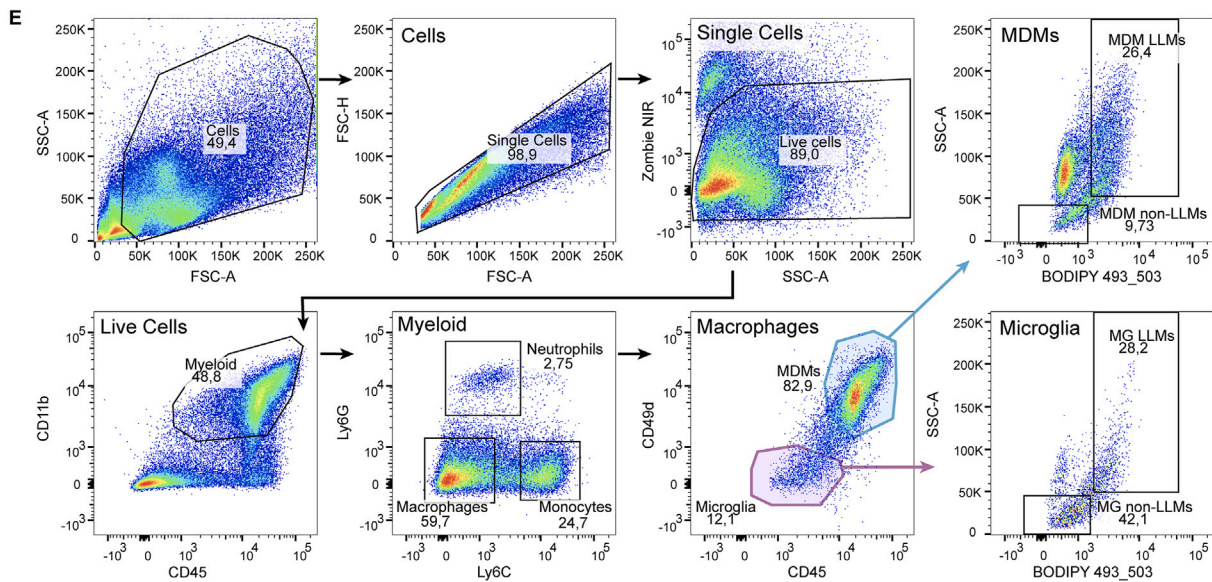 E
Cells
Single Cells
MDMs
250K
200K
150K
100K
50K
0
SSC-A
Cells
49,4
0
50K
100K
150K
200K
250K
FSC-A
250K
200K
150K
100K
50K
0
FSC-H
Single Cells
98,9
0
50K
100K
150K
200K
250K
FSC-A
10^5
10^4
10^3
0
-10^3
Zombie NIR
Live cells
89,0
0
50K
100K
150K
200K
250K
SSC-A
250K
200K
150K
100K
50K
0
SSC-A
MDM LLMs
26,4
MDM non-LLMs
9,73
-10^3
0
10^3
10^4
10^5
BODIPY 493_503
Live Cells
Myeloid
Macrophages
Microglia
10^5
10^4
10^3
0
-10^3
CD11b
Myeloid
48,8
-10^3
0
10^3
10^4
10^5
CD45
10^5
10^4
10^3
0
-10^3
Ly6G
Neutrophils
2,75
Macrophages
59,7
Monocytes
24,7
-10^3
0
10^3
10^4
10^5
Ly6C
10^5
10^4
10^3
0
-10^3
CD49d
MDMs
82,9
Microglia
12,1
-10^3
0
10^3
10^4
10^5
CD45
250K
200K
150K
100K
50K
0
SSC-A
MG LLMs
28,2
MG non-LLMs
42,1
-10^3
0
10^3
10^4
10^5
BODIPY 493_503